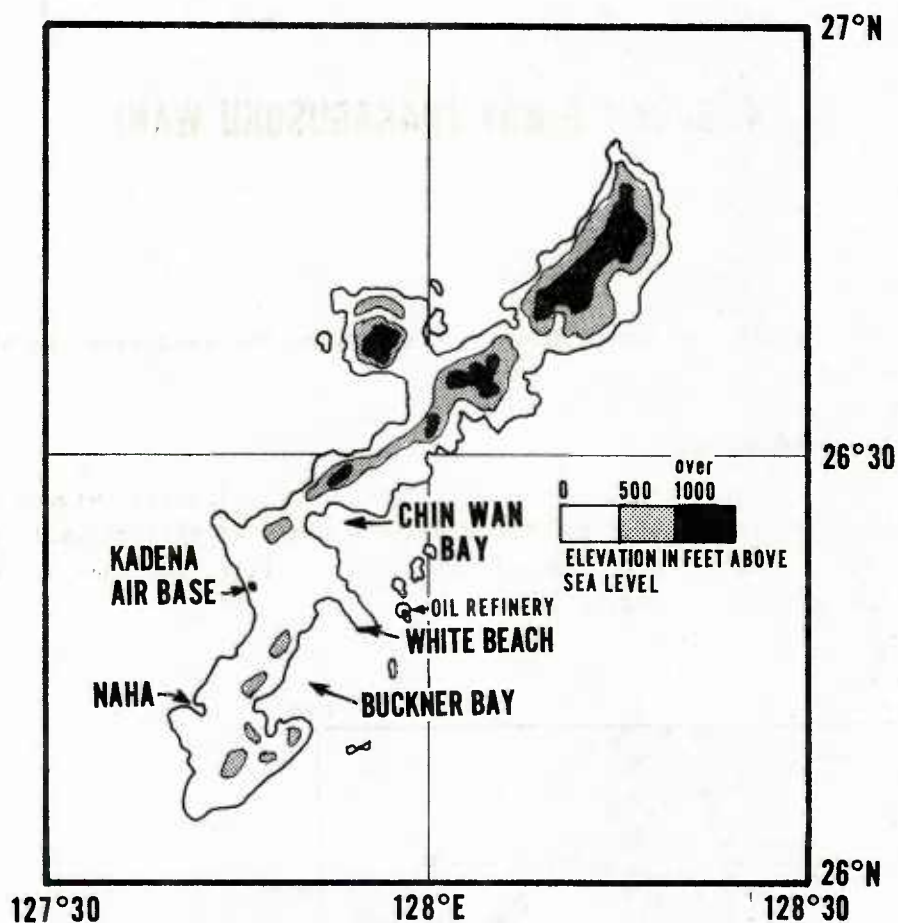 27°N
over
0 500 1000
ELEVATION IN FEET ABOVE
SEA LEVEL
26°30
CHIN WAN
BAY
KADENA
AIR BASE
OIL REFINERY
WHITE BEACH
NAHA
BUCKNER BAY
26°N
127°30
128°E
128°30